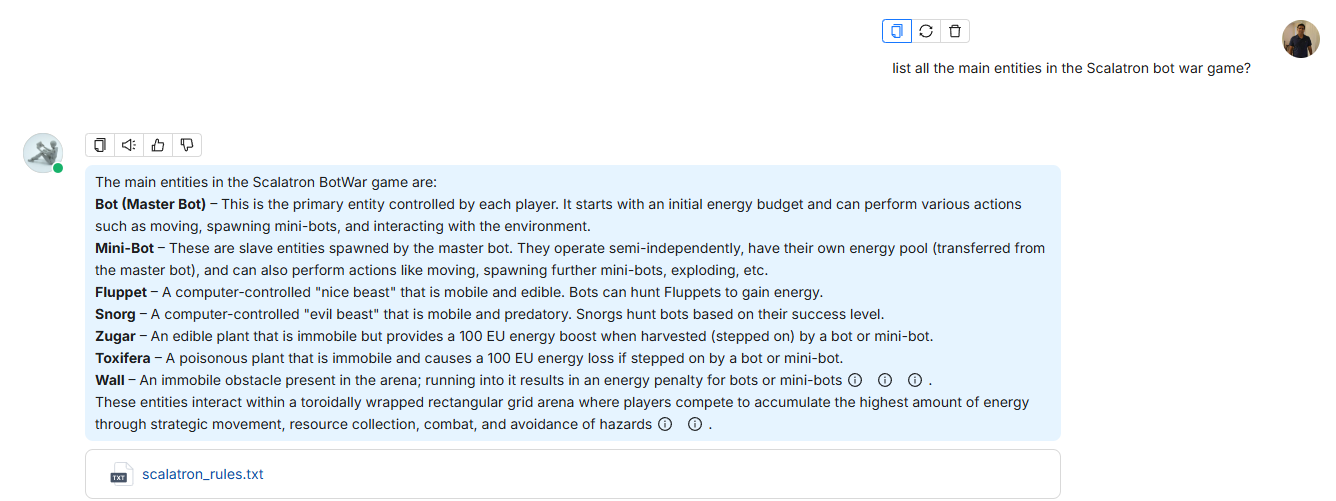 list all the main entities in the Scalatron bot war game?
The main entities in the Scalatron BotWar game are:
Bot (Master Bot) – This is the primary entity controlled by each player. It starts with an initial energy budget and can perform various actions
such as moving, spawning mini-bots, and interacting with the environment.
Mini-Bot – These are slave entities spawned by the master bot. They operate semi-independently, have their own energy pool (transferred from
the master bot), and can also perform actions like moving, spawning further mini-bots, exploding, etc.
Fluppet – A computer-controlled "nice beast" that is mobile and edible. Bots can hunt Fluppets to gain energy.
Snorg – A computer-controlled "evil beast" that is mobile and predatory. Snorgs hunt bots based on their success level.
Zugar – An edible plant that is immobile but provides a 100 EU energy boost when harvested (stepped on) by a bot or mini-bot.
Toxifera – A poisonous plant that is immobile and causes a 100 EU energy loss if stepped on by a bot or mini-bot.
Wall – An immobile obstacle present in the arena; running into it results in an energy penalty for bots or mini-bots .
These entities interact within a toroidally wrapped rectangular grid arena where players compete to accumulate the highest amount of energy
through strategic movement, resource collection, combat, and avoidance of hazards .
TXT scalatron_rules.txt